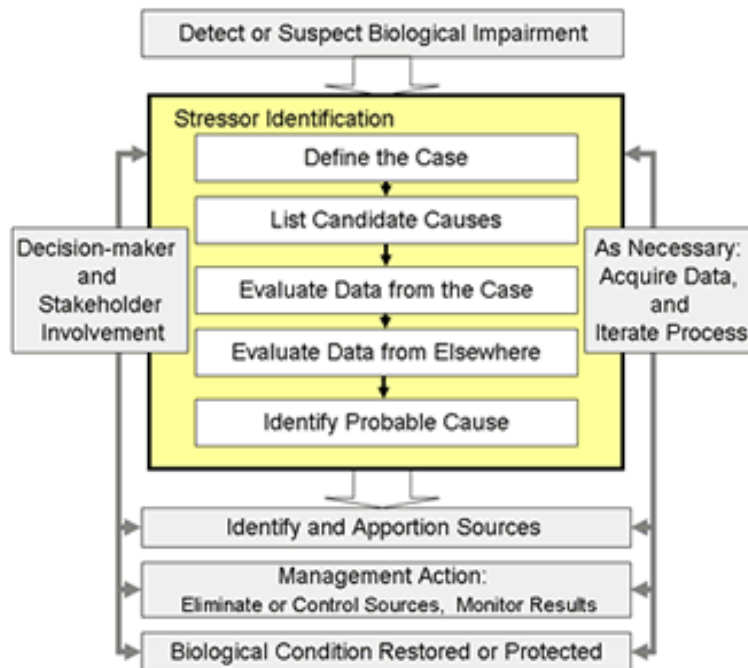 Detect or Suspect Biological Impairment
Stressor Identification
Define the Case
List Candidate Causes
Evaluate Data from the Case
Evaluate Data from Elsewhere
Identify Probable Cause
Decision-maker
and
Stakeholder
Involvement
As Necessary:
Acquire Data,
and
Iterate Process
Identify and Apportion Sources
Management Action:
Eliminate or Control Sources, Monitor Results
Biological Condition Restored or Protected